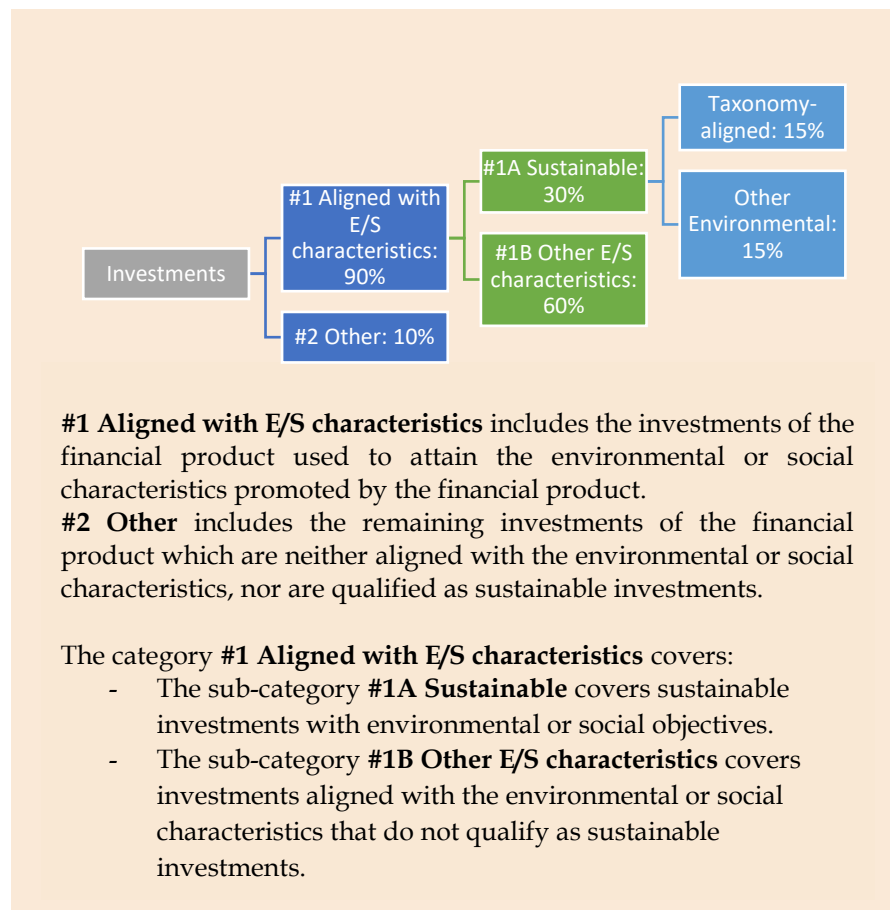 Investments
#1 Aligned with
E/S
characteristics:
90%
#2 Other: 10%
#1A Sustainable:
30%
#1B Other E/S
characteristics:
60%
Taxonomy-
aligned: 15%
Other
Environmental:
15%
#1 Aligned with E/S characteristics includes the investments of the
financial product used to attain the environmental or social
characteristics promoted by the financial product.
#2 Other includes the remaining investments of the financial
product which are neither aligned with the environmental or social
characteristics, nor are qualified as sustainable investments.
The category #1 Aligned with E/S characteristics covers:
- The sub-category #1A Sustainable covers sustainable
investments with environmental or social objectives.
- The sub-category #1B Other E/S characteristics covers
investments aligned with the environmental or social
characteristics that do not qualify as sustainable
investments.